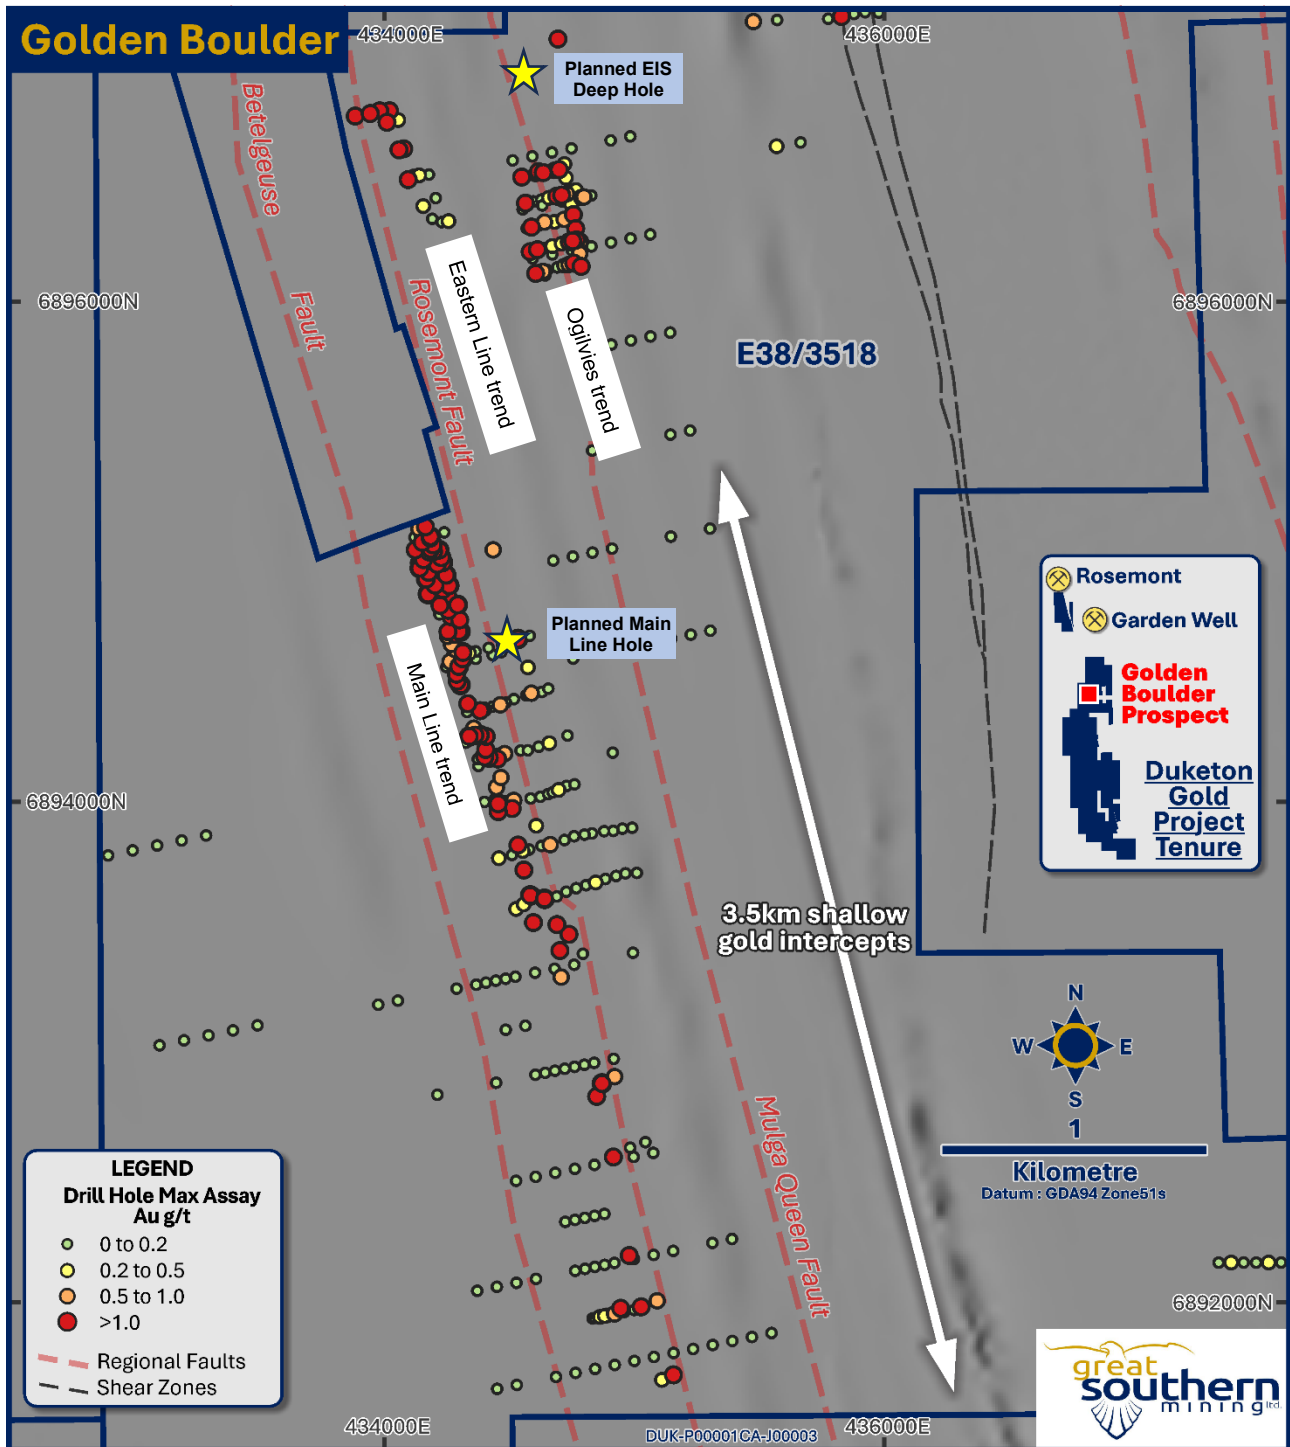 Golden Boulder
434000E
436000E
Planned EIS
Deep Hole
Betelgeuse
Fault
Rosemont Fault
Eastern Line trend
Ogilvies trend
6896000N
6896000N
E38/3518
Planned Main
Line Hole
Main Line trend
Rosemont
Garden Well
Golden
Boulder
Prospect
Duketon
Gold
Project
Tenure
6894000N
3.5km shallow
gold intercepts
N
W
E
S
1
Kilometre
Datum : GDA94 Zone51s
Mulga Queen Fault
LEGEND
Drill Hole Max Assay
Au g/t
0 to 0.2
0.2 to 0.5
0.5 to 1.0
>1.0
Regional Faults
Shear Zones
6892000N
434000E
436000E
DUK-P00001CA-J00003
great
southern
mining ltd.